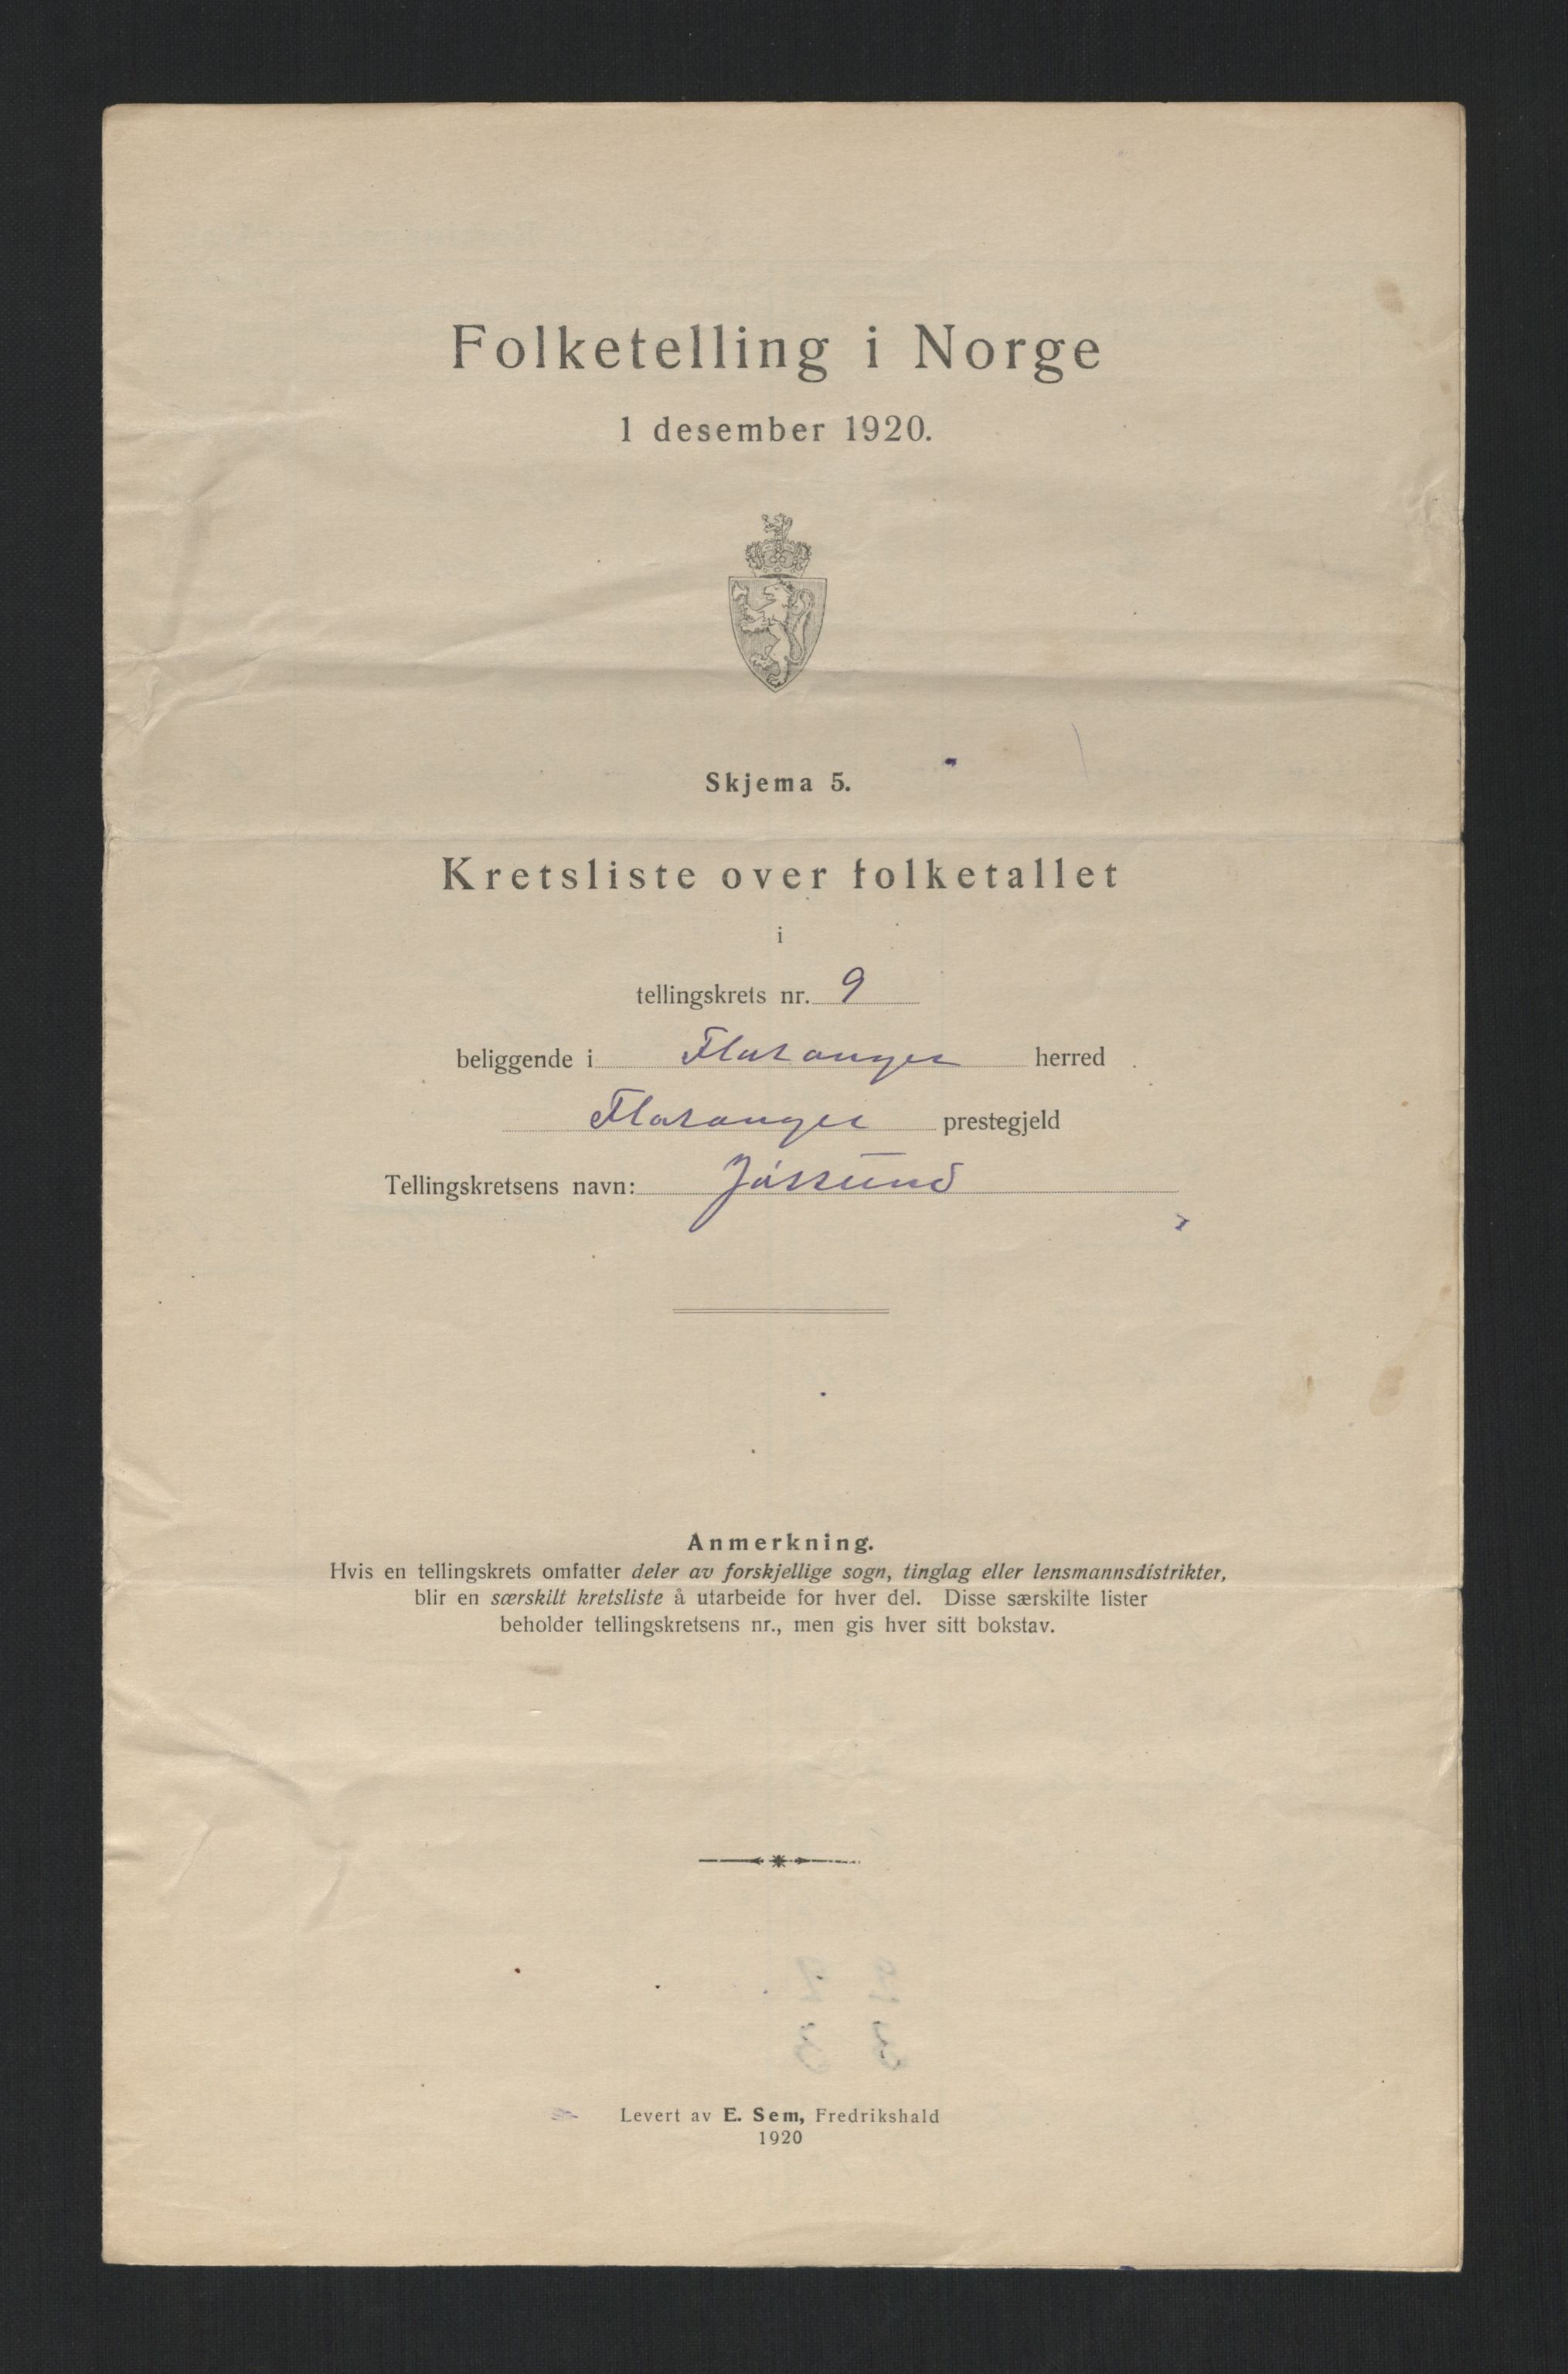 Folketelling i Norge
1 desember 1920.
Skjema 5.
Kretsliste over folketallet
i
tellingskrets nr. 9
beliggende i Flatanger herred
Flatanger prestegjeld
Tellingskretsens navn: Jøssund
Anmerkning.
Hvis en tellingskrets omfatter deler av forskjellige sogn, tinglag eller lensmannsdistrikter,
blir en særskilt kretsliste å utarbeide for hver del. Disse særskilte lister
beholder tellingskretsens nr., men gis hver sitt bokstav.
Levert av E. Sem, Fredrikshald
1920